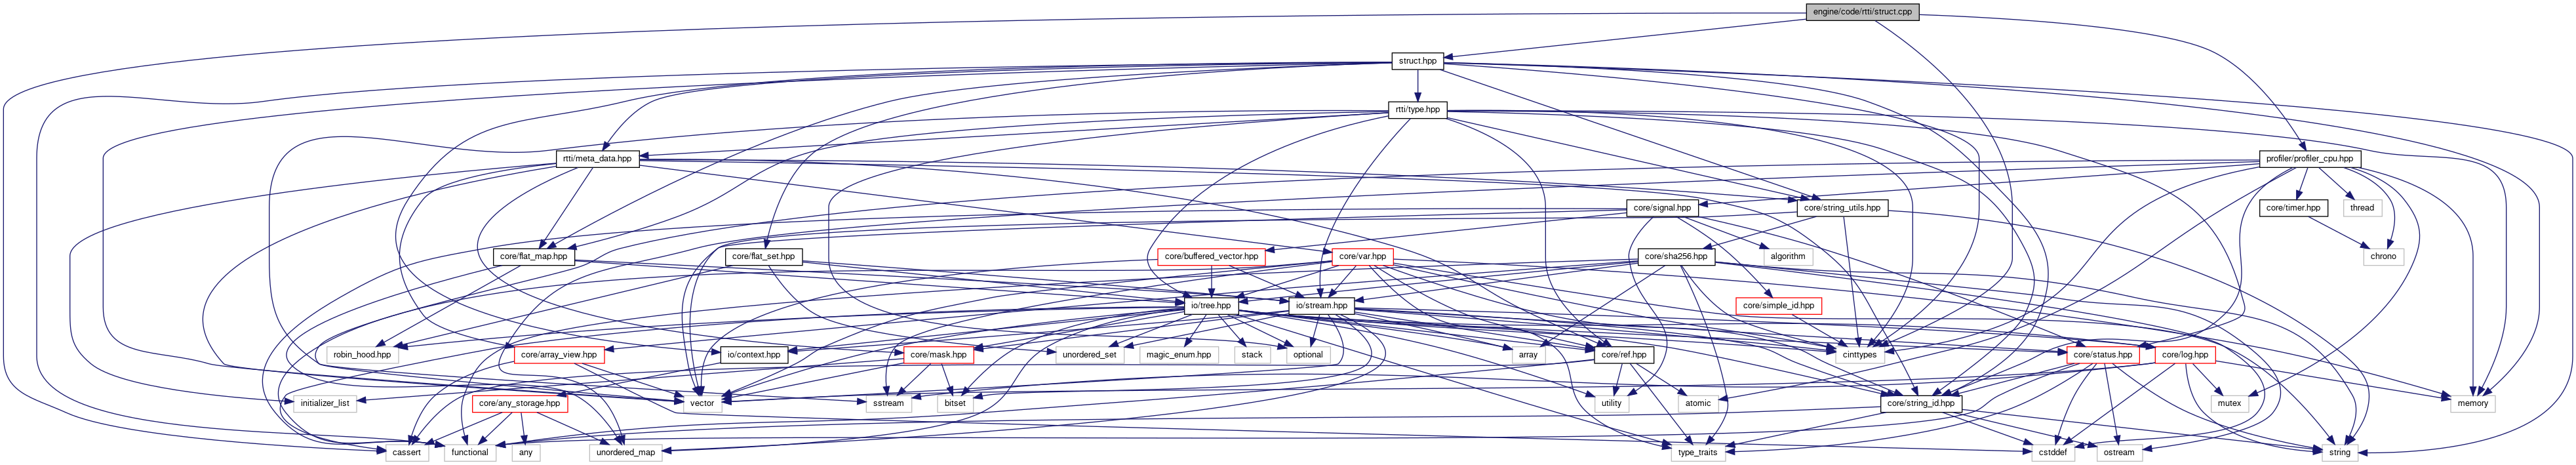 engine/code/rtti/struct.cpp
struct.hpp
rtti/type.hpp
rtti/meta_data.hpp
profiler/profiler_cpu.hpp
core/signal.hpp
core/string_utils.hpp
core/timer.hpp
thread
core/flat_map.hpp
core/flat_set.hpp
core/buffered_vector.hpp
core/var.hpp
core/sha256.hpp
algorithm
chrono
io/tree.hpp
io/stream.hpp
core/simple_id.hpp
robin_hood.hpp
core/array_view.hpp
io/context.hpp
unordered_set
core/mask.hpp
magic_enum.hpp
stack
optional
array
core/ref.hpp
cinttypes
core/status.hpp
core/log.hpp
initializer_list
core/any_storage.hpp
vector
sstream
bitset
utility
atomic
core/string_id.hpp
mutex
memory
cassert
functional
any
unordered_map
type_traits
cstddef
ostream
string